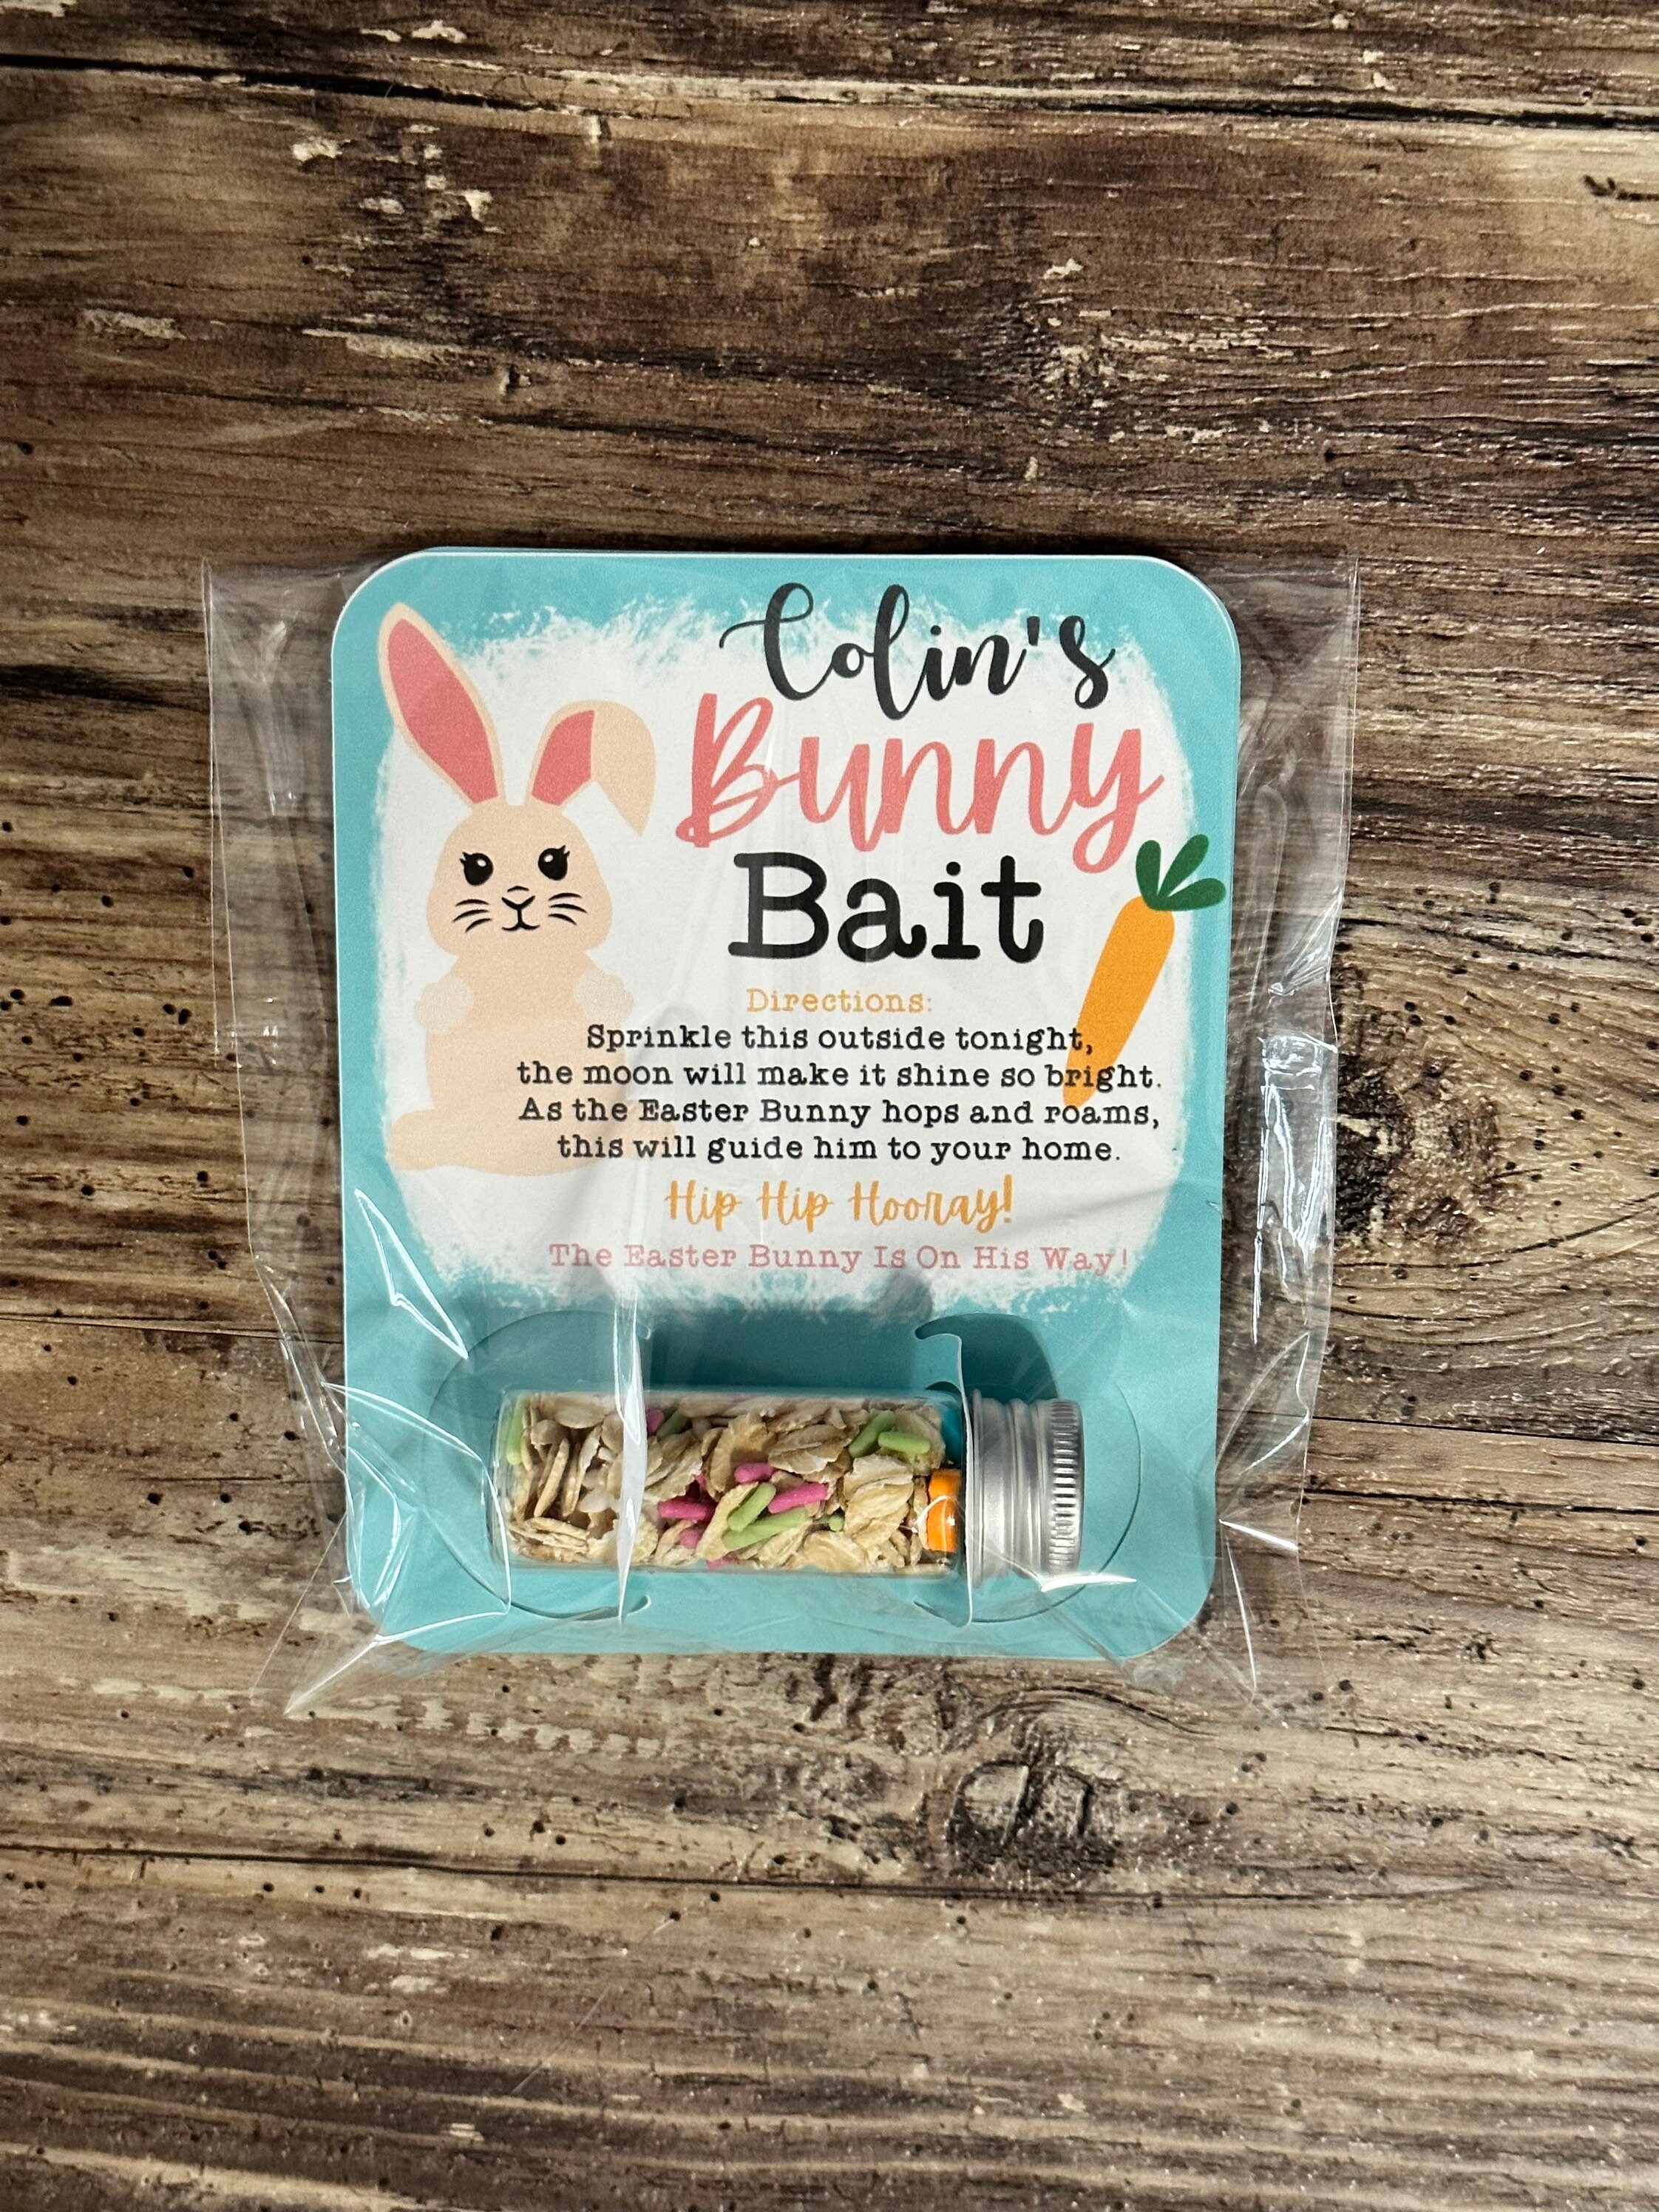 Colin's
Bunny
Bait
Directions:
Sprinkle this outside tonight,
the moon will make it shine so bright.
As the Easter Bunny hops and roams,
this will guide him to your home.
Hip Hip Hooray!
The Easter Bunny Is On His Way!